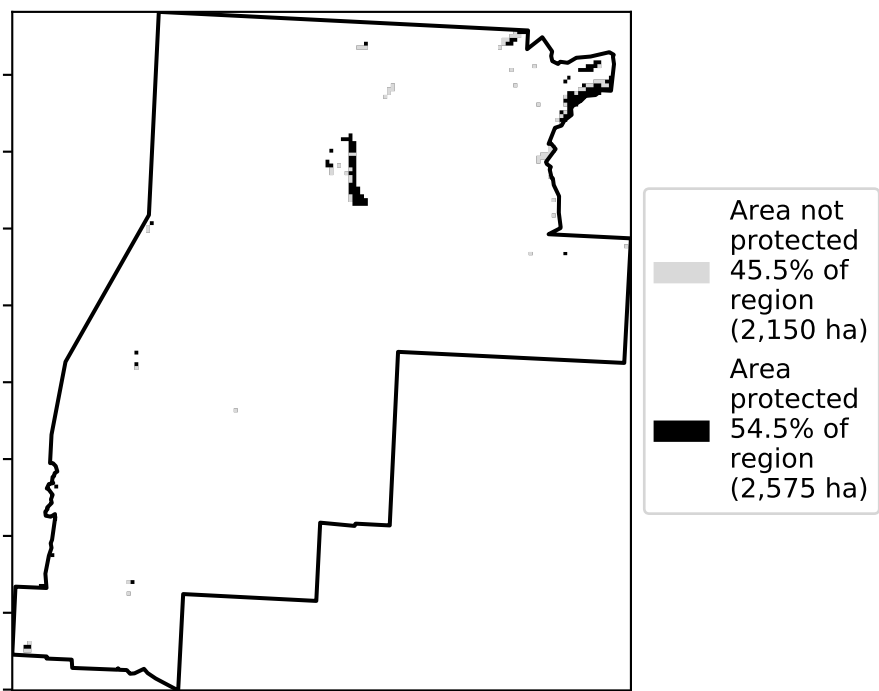 Area not
protected
45.5% of
region
(2,150 ha)
Area
protected
54.5% of
region
(2,575 ha)